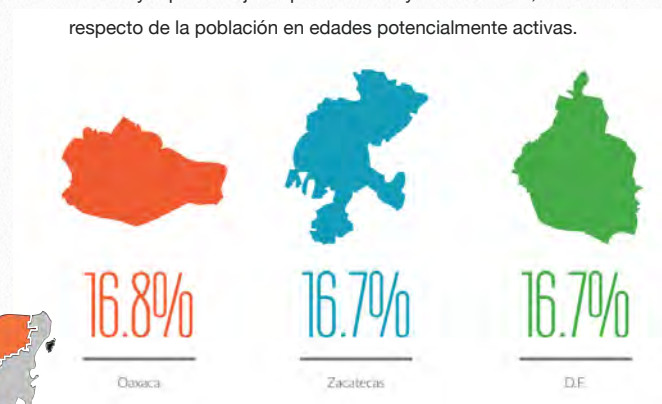 respecto de la población en edades potencialmente activas.
16.8% 16.7% 16.7%
Oaxaca Zacatecas D.F.